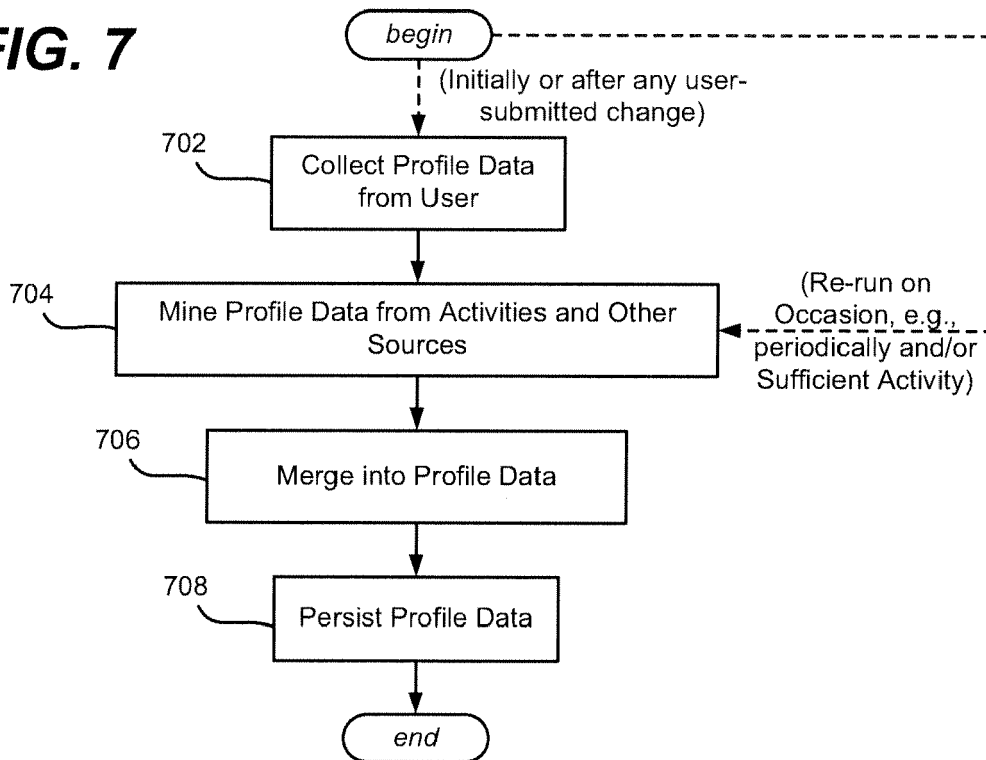 FIG. 7
begin
(Initially or after any user-
submitted change)
702
Collect Profile Data
from User
704
Mine Profile Data from Activities and Other
Sources
(Re-run on
Occasion, e.g.,
periodically and/or
Sufficient Activity)
706
Merge into Profile Data
708
Persist Profile Data
end